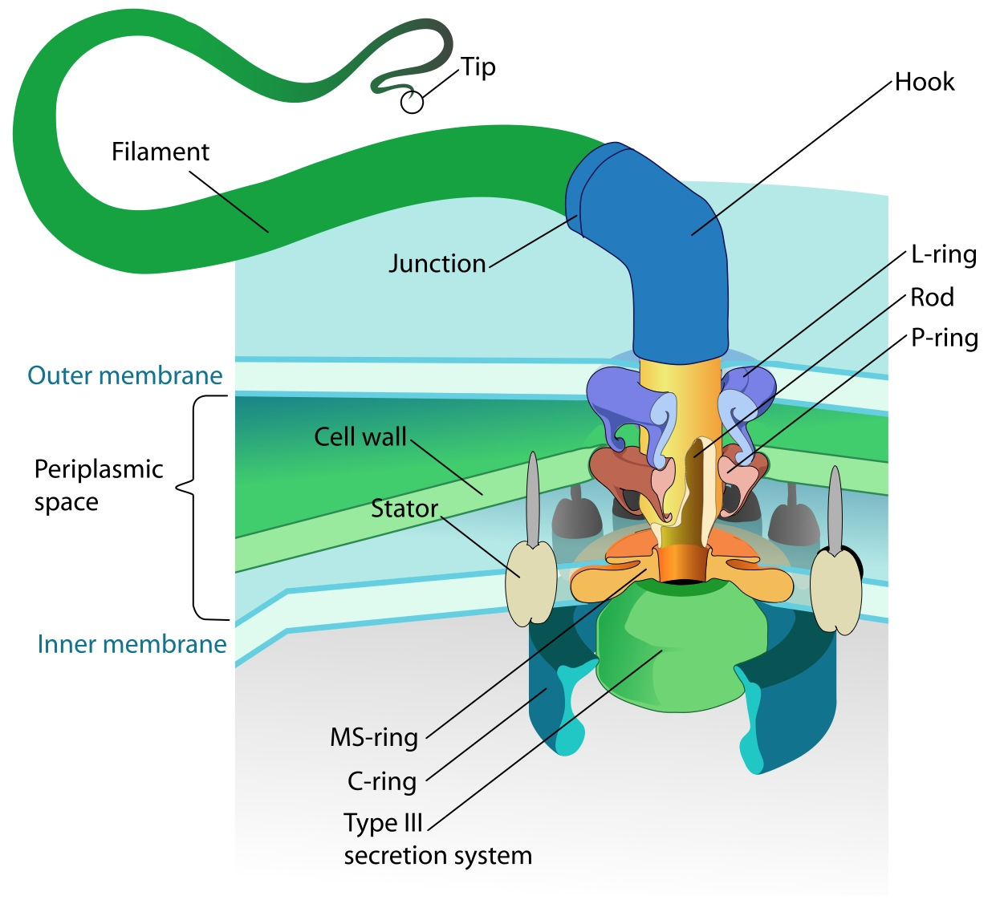 Tip
Hook
Filament
Junction
L-ring
Rod
P-ring
Outer membrane
Cell wall
Periplasmic
space
Stator
Inner membrane
MS-ring
C-ring
Type III
secretion system